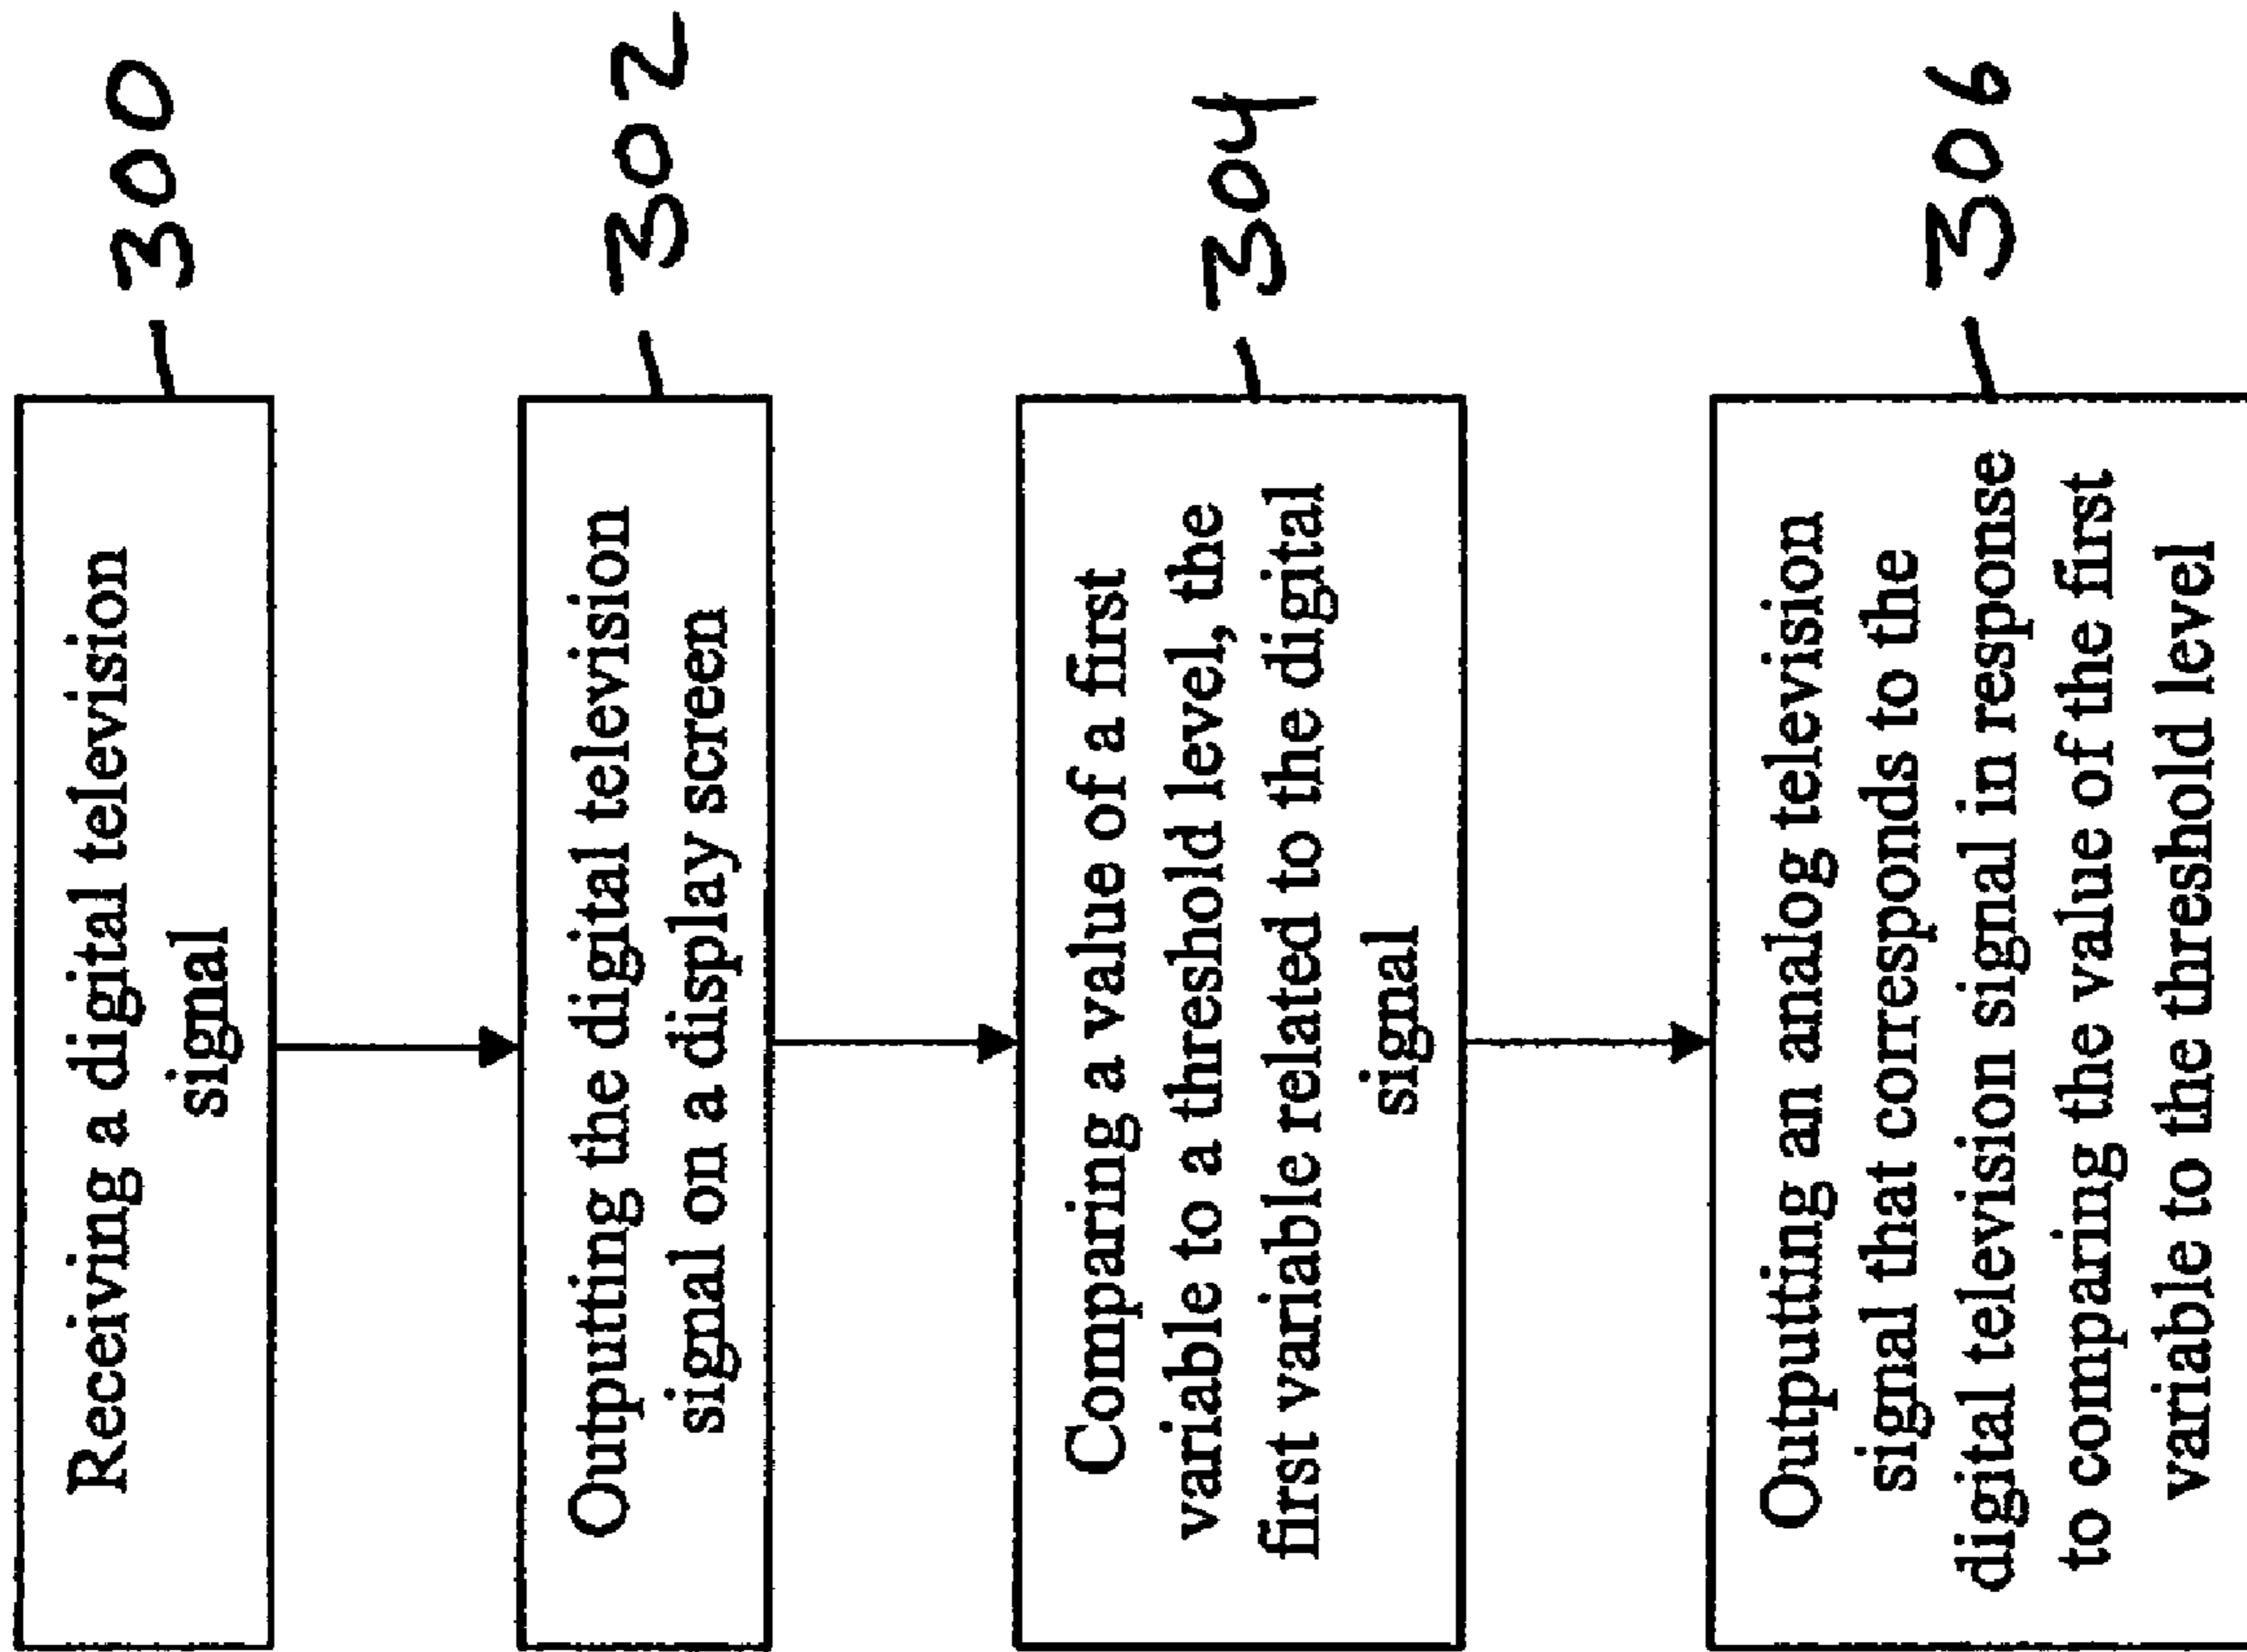 Receiving a digital television
signal
300
Outputting the digital television
signal on a display screen
302
Comparing a value of a first
variable to a threshold level, the
first variable related to the digital
signal
304
Outputting an analog television
signal that corresponds to the
digital television signal in response
to comparing the value of the first
variable to the threshold level
306